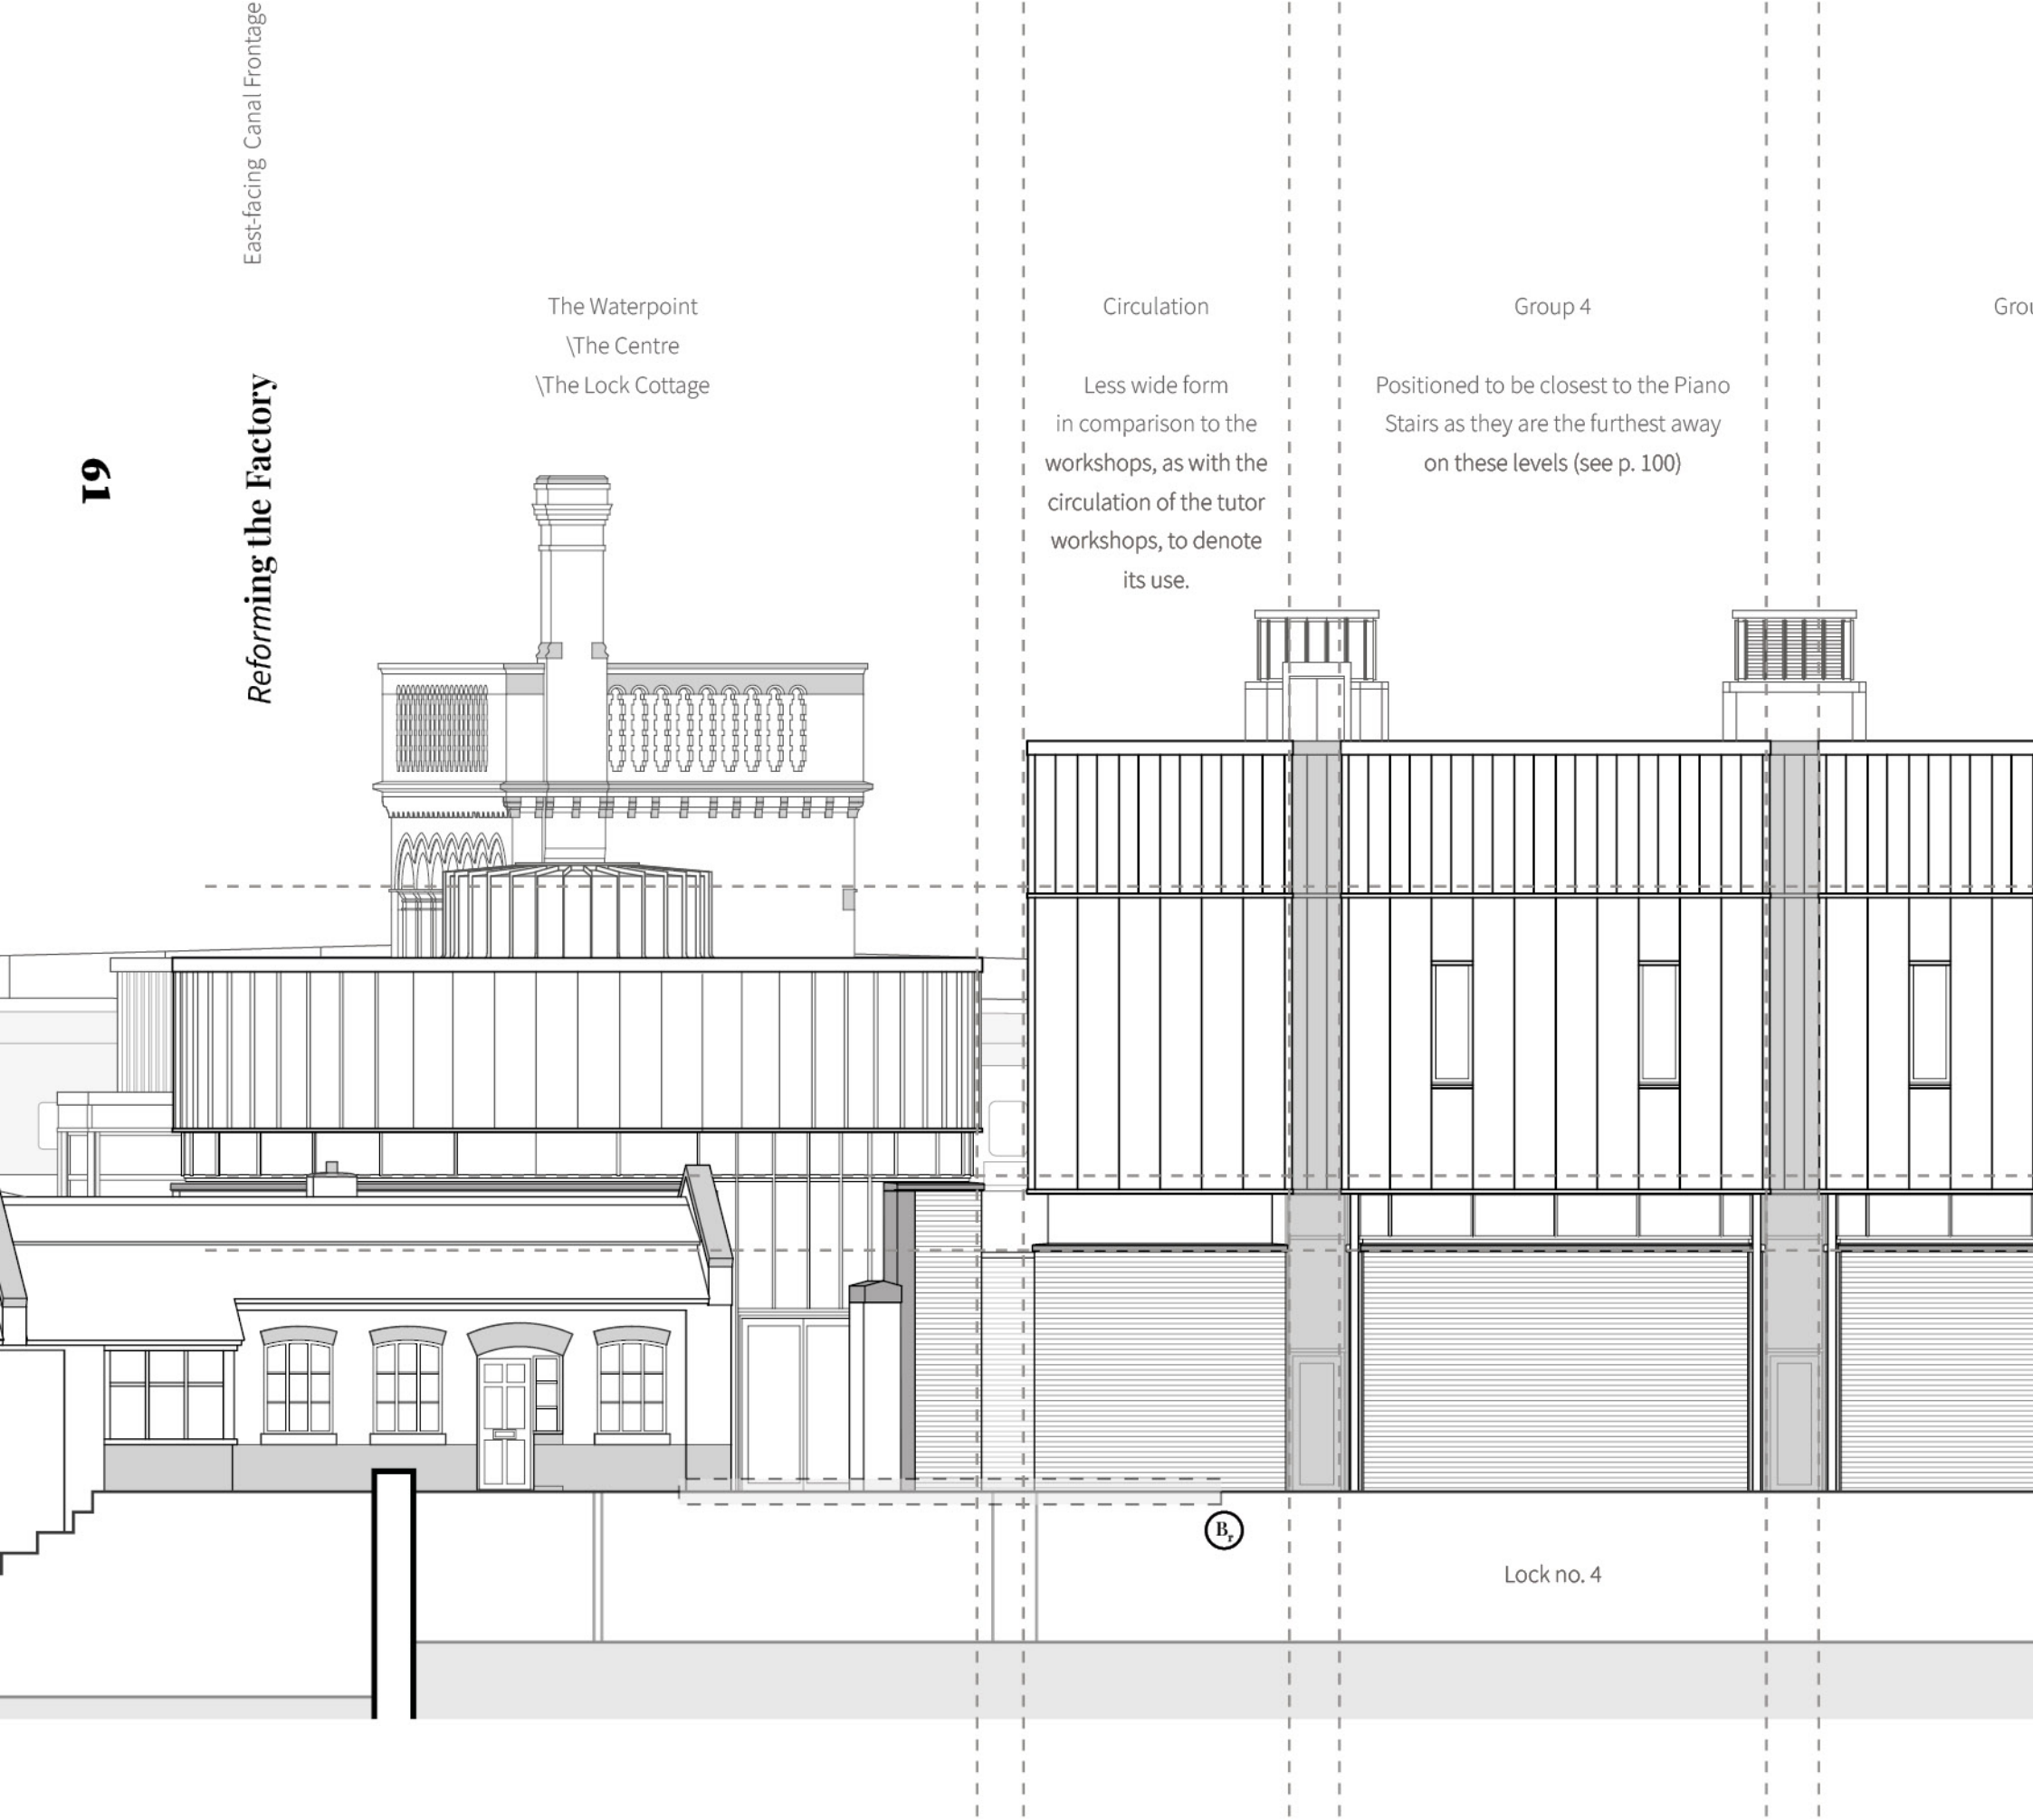 East-facing Canal Frontage
Reforming the Factory
61
The Waterpoint
\The Centre
\The Lock Cottage
Circulation
Less wide form
in comparison to the
workshops, as with the
circulation of the tutor
workshops, to denote
its use.
Group 4
Positioned to be closest to the Piano
Stairs as they are the furthest away
on these levels (see p. 100)
Grou
Br
Lock no. 4